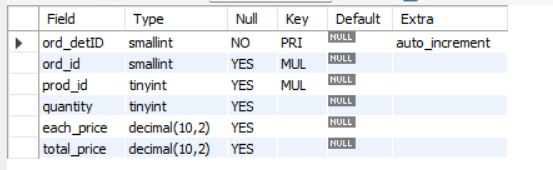 Field Type Null Key Default Extra
ord_detID smallint NO PRI NULL auto_increment
ord_id smallint YES MUL NULL
prod_id tinyint YES MUL NULL
quantity tinyint YES NULL
each_price decimal(10,2) YES NULL
total_price decimal(10,2) YES NULL